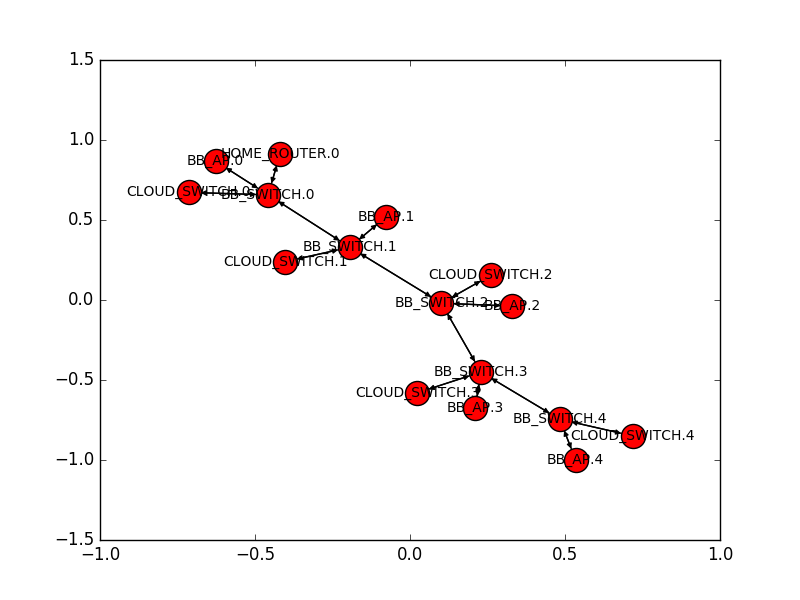 1.5
1.0
0.5
0.0
−0.5
−1.0
−1.5
−1.0
−0.5
0.0
0.5
1.0
BB_AP.0
HOME_ROUTER.0
CLOUD_SWITCH.0
BB_SWITCH.0
BB_AP.1
BB_SWITCH.1
CLOUD_SWITCH.1
CLOUD_SWITCH.2
BB_SWITCH.2
BB_AP.2
BB_SWITCH.3
CLOUD_SWITCH.3
BB_AP.3
BB_SWITCH.4
CLOUD_SWITCH.4
BB_AP.4